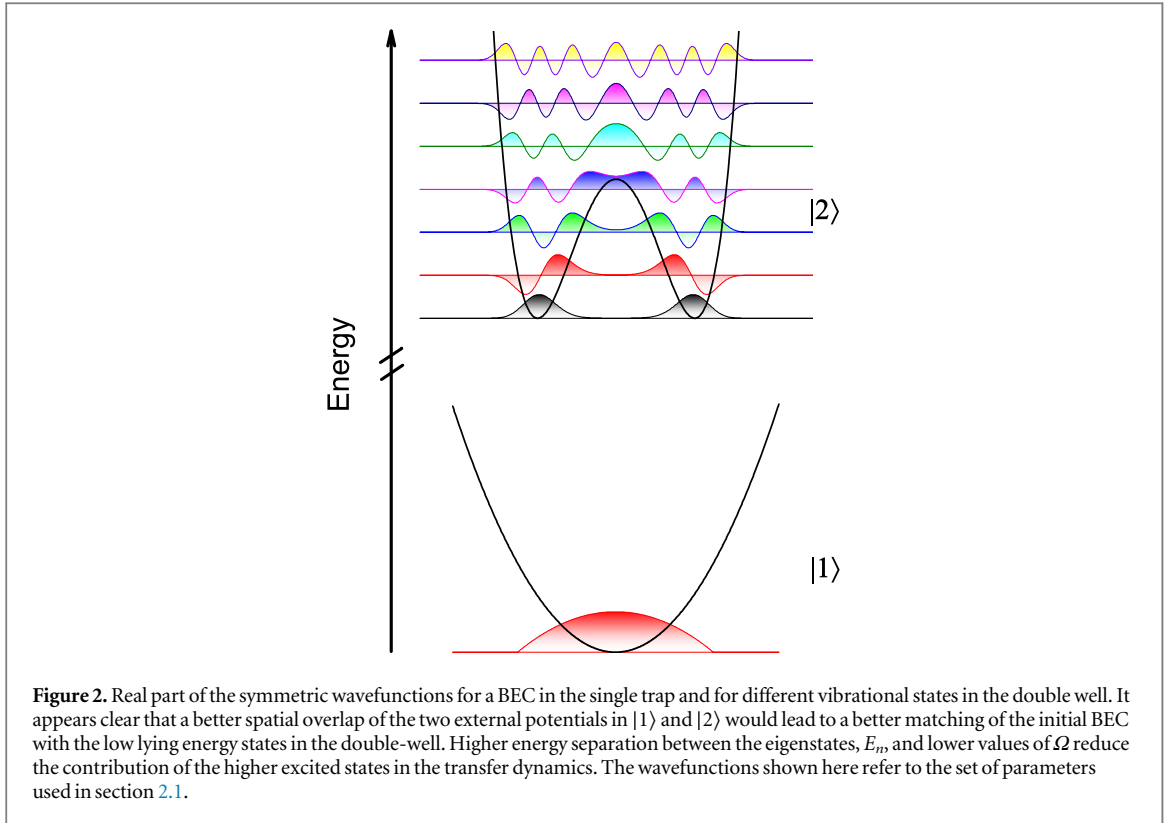 |2⟩
Energy
|1⟩
Figure 2. Real part of the symmetric wavefunctions for a BEC in the single trap and for different vibrational states in the double well. It
appears clear that a better spatial overlap of the two external potentials in |1⟩ and |2⟩ would lead to a better matching of the initial BEC
with the low lying energy states in the double-well. Higher energy separation between the eigenstates, Eₙ, and lower values of Ω reduce
the contribution of the higher excited states in the transfer dynamics. The wavefunctions shown here refer to the set of parameters
used in section 2.1.